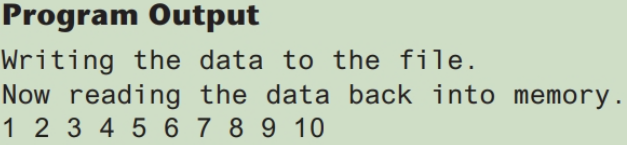 Program Output
Writing the data to the file.
Now reading the data back into memory.
1 2 3 4 5 6 7 8 9 10